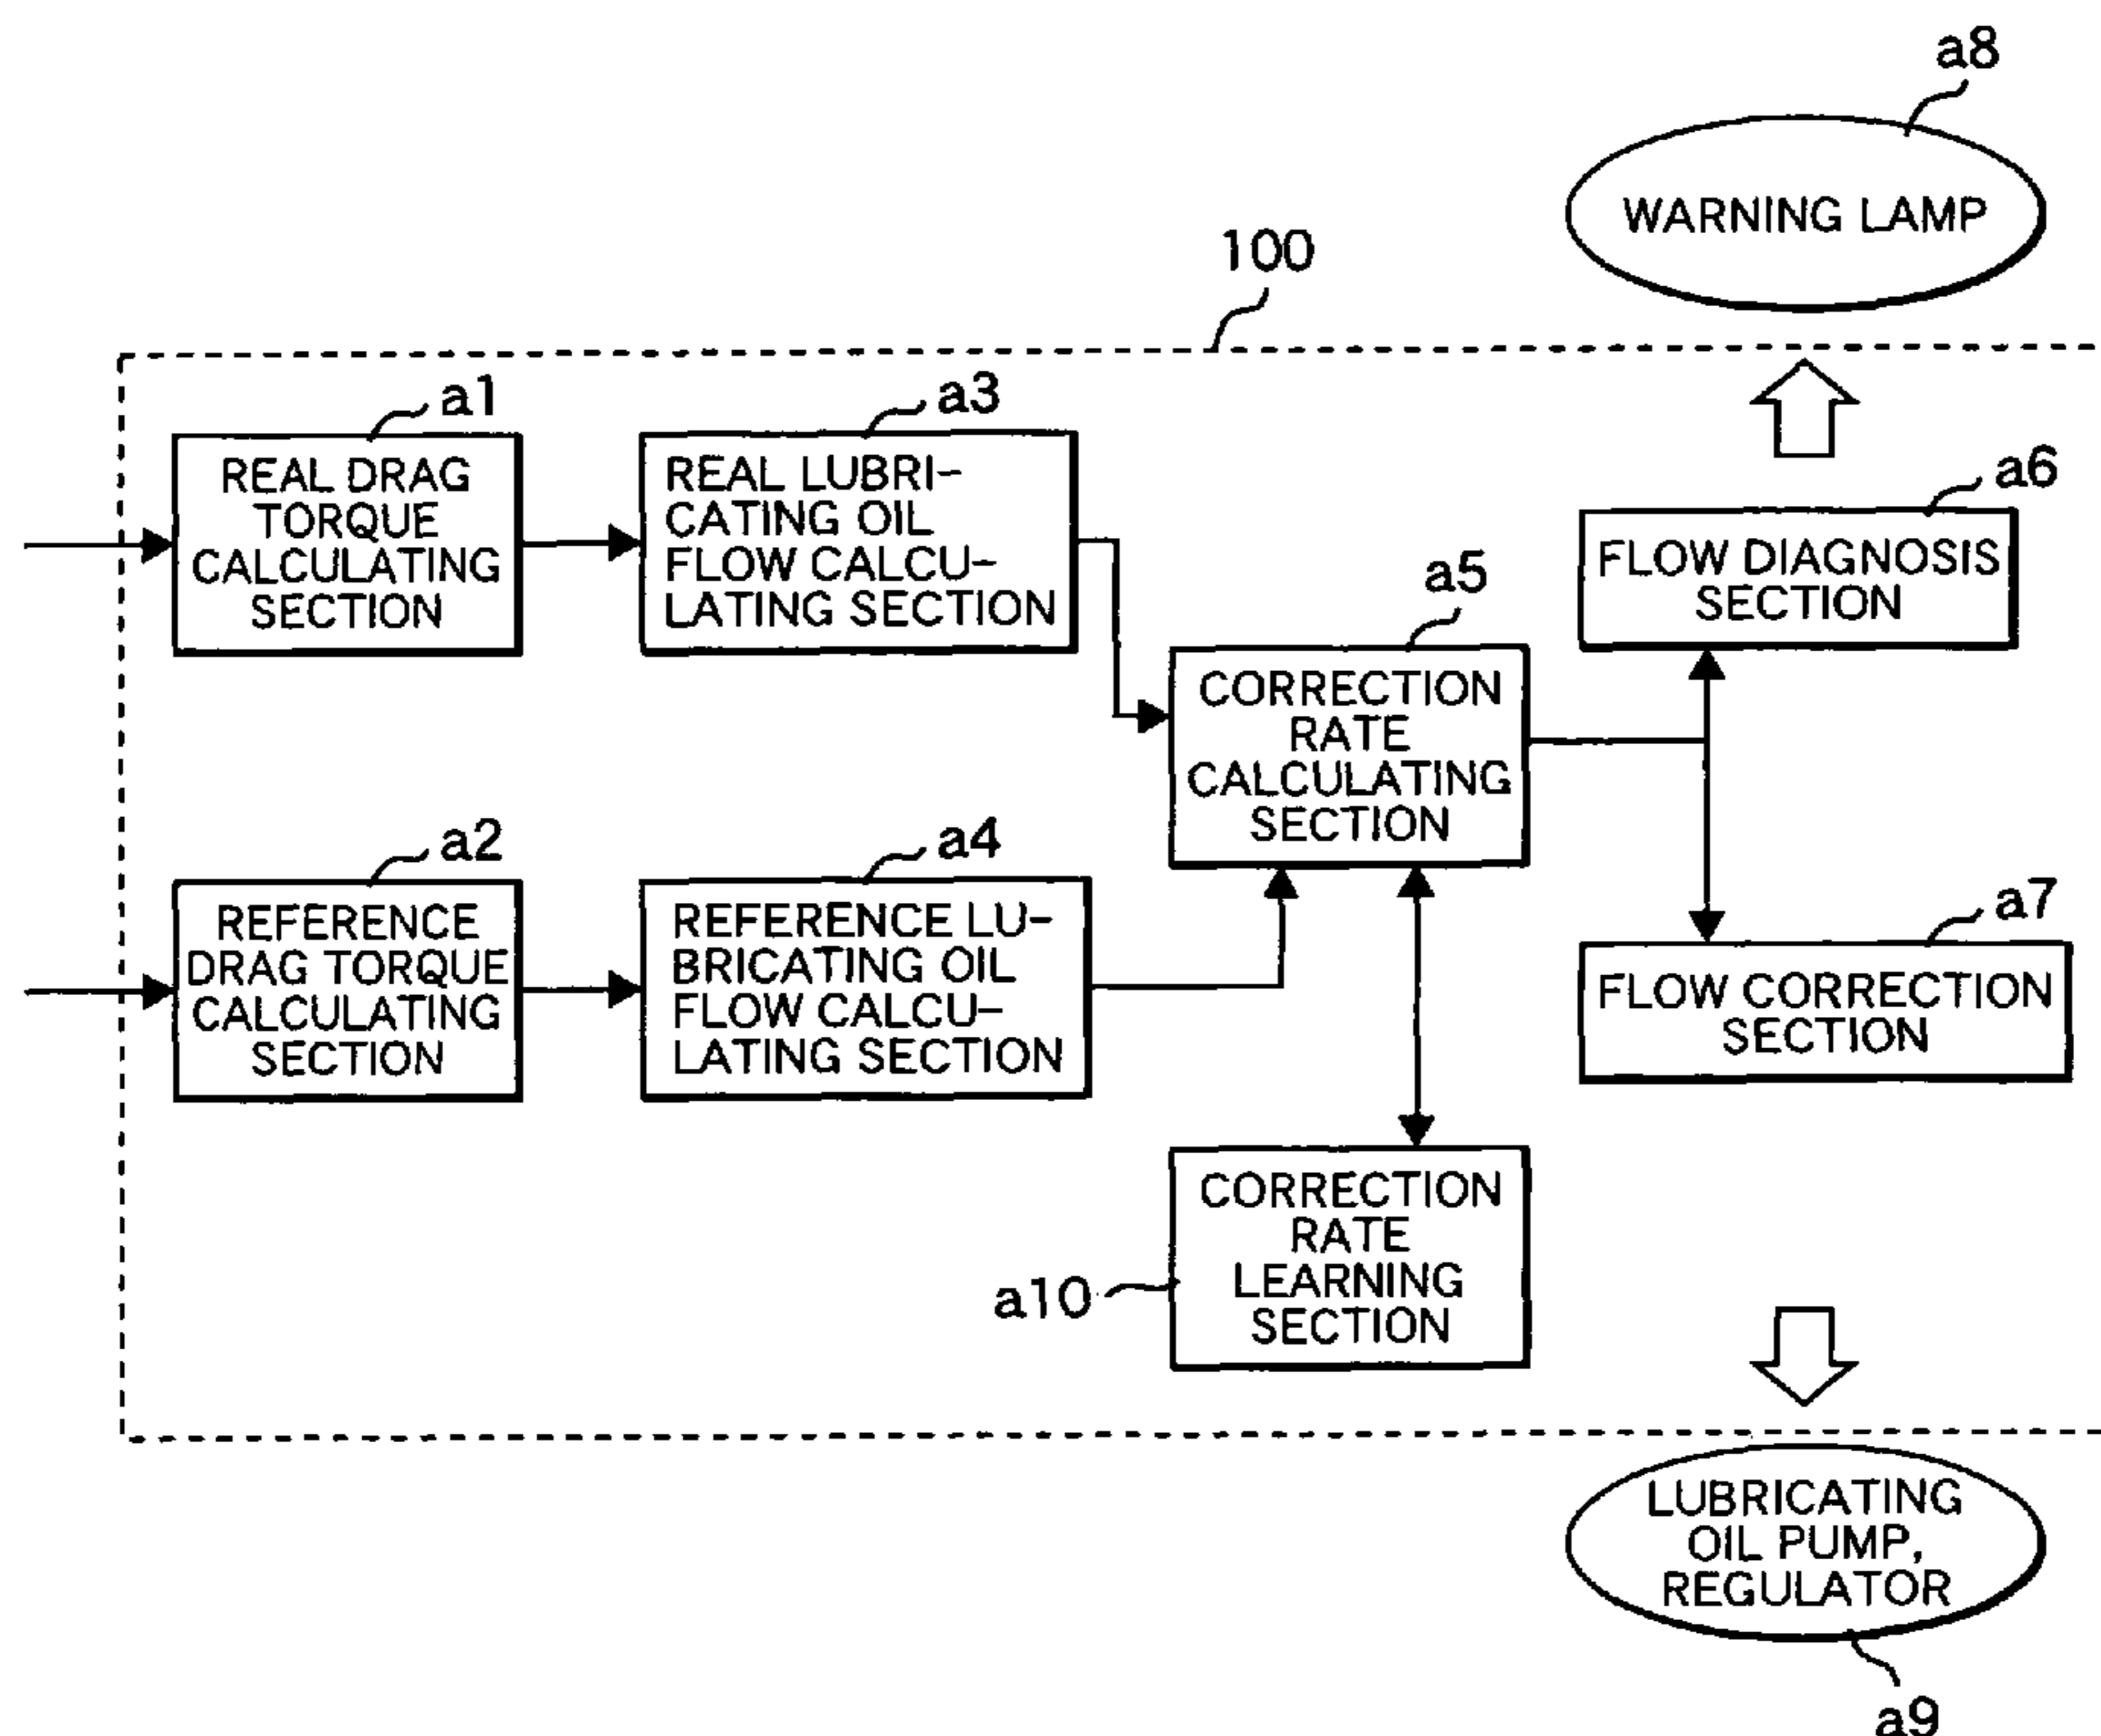 a8
WARNING LAMP
100
a1
REAL DRAG
TORQUE
CALCULATING
SECTION
a3
REAL LUBRI-
CATING OIL
FLOW CALCU-
LATING SECTION
a6
FLOW DIAGNOSIS
SECTION
a5
CORRECTION
RATE
CALCULATING
SECTION
a2
REFERENCE
DRAG TORQUE
CALCULATING
SECTION
a4
REFERENCE LU-
BRICATING OIL
FLOW CALCU-
LATING SECTION
a7
FLOW CORRECTION
SECTION
a10
CORRECTION
RATE
LEARNING
SECTION
LUBRICATING
OIL PUMP,
REGULATOR
a9